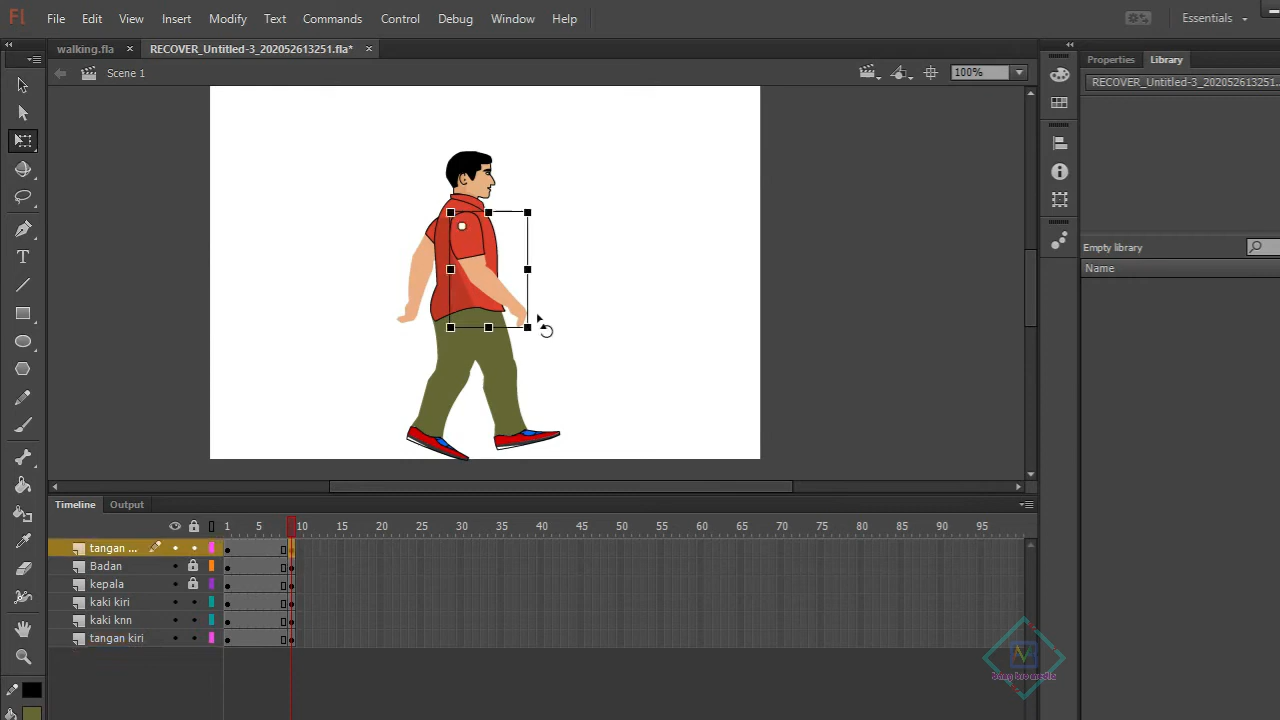 Fl File Edit View Insert Modify Text Commands Control Debug Window Help Essentials
walking.fla RECOVER_Untitled-3_202052613251.fla*
Properties Library
Scene 1 100%
RECOVER_Untitled-3_202052613251.
Empty library
Name
Timeline Output
1 5 10 15 20 25 30 35 40 45 50 55 60 65 70 75 80 85 90 95
tangan ...
Badan
kepala
kaki kiri
kaki knn
tangan kiri